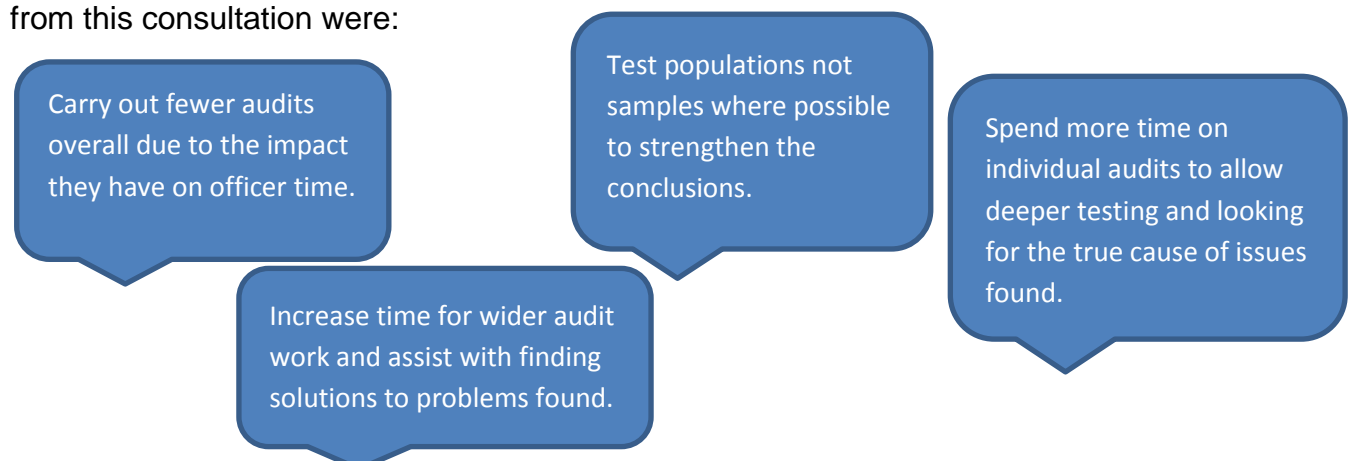 from this consultation were:
Carry out fewer audits
overall due to the impact
they have on officer time.
Test populations not
samples where possible
to strengthen the
conclusions.
Spend more time on
individual audits to allow
deeper testing and looking
for the true cause of issues
found.
Increase time for wider audit
work and assist with finding
solutions to problems found.